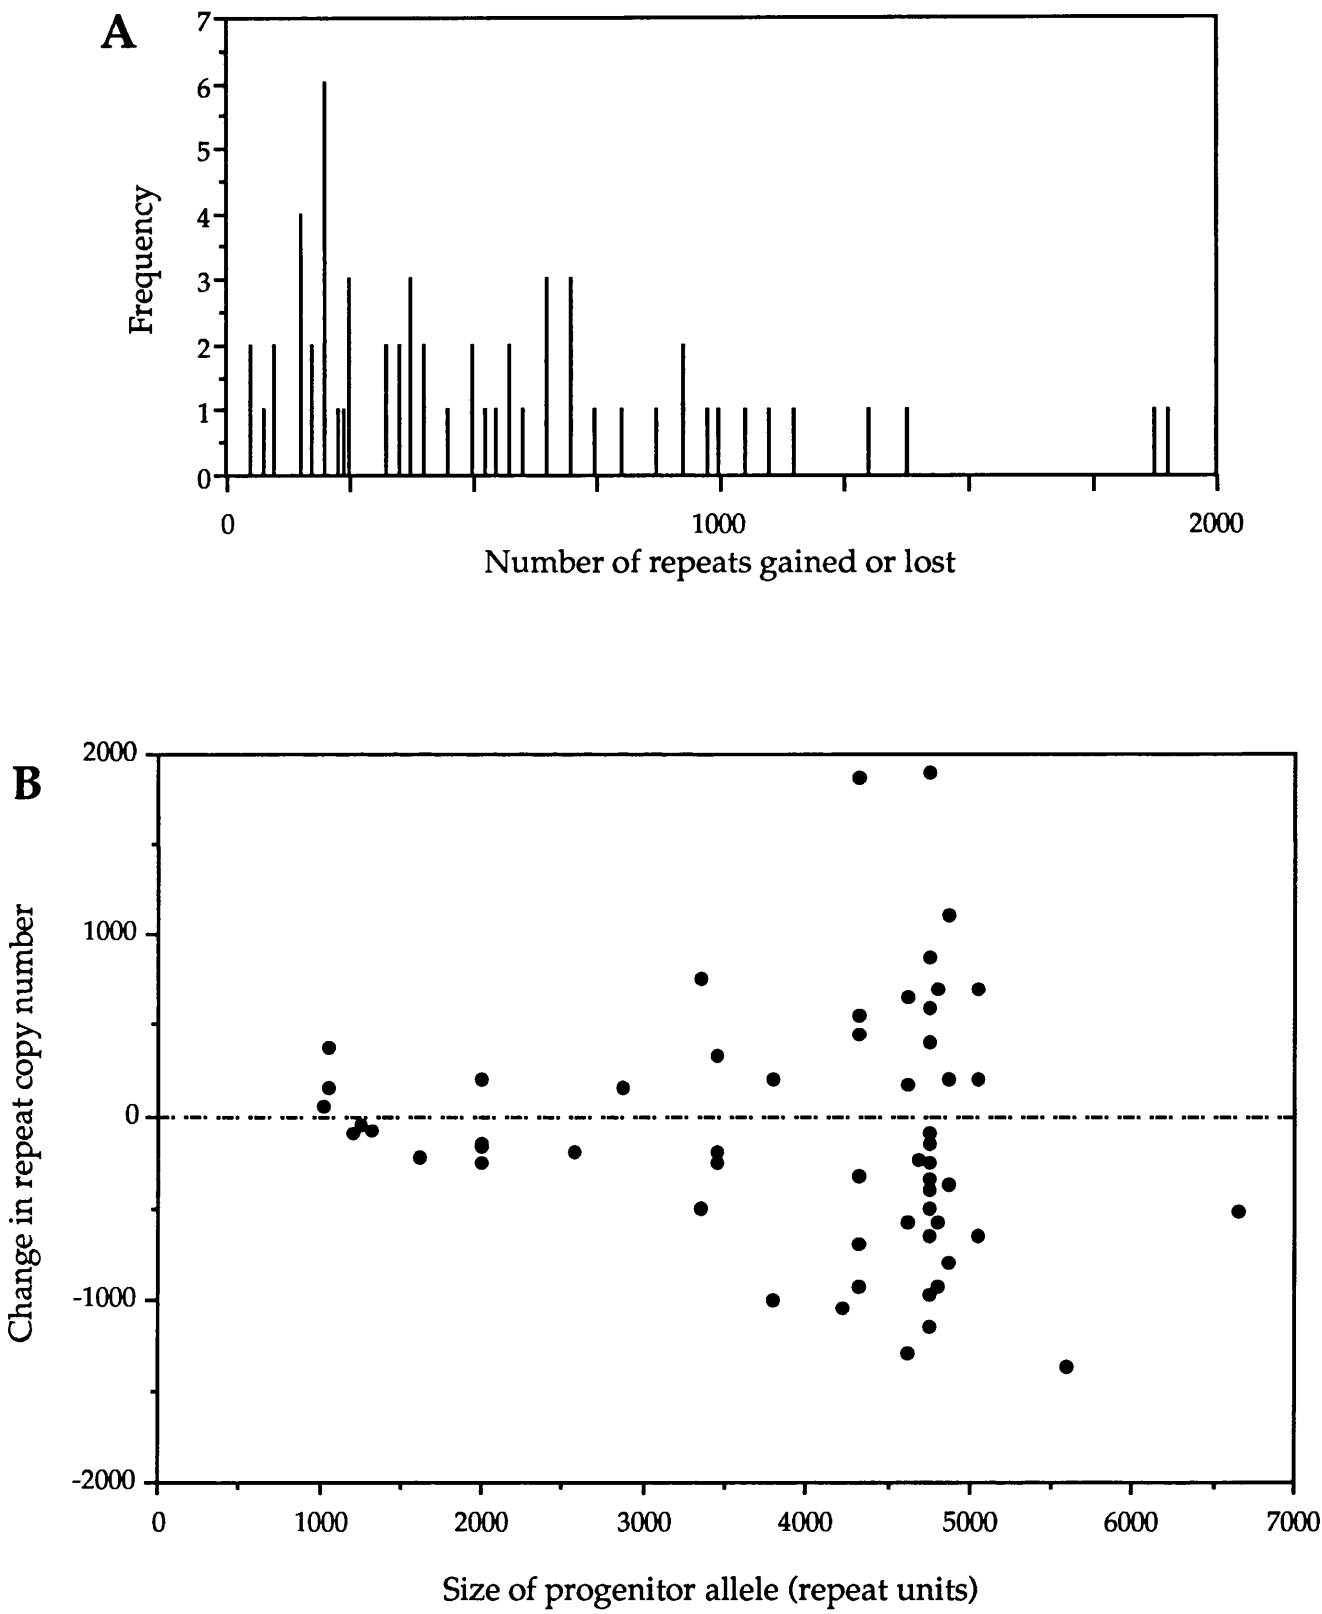 A
7
6
5
4
3
2
1
0
Frequency
0 1000 2000
Number of repeats gained or lost
B
2000
1000
0
-1000
-2000
Change in repeat copy number
0 1000 2000 3000 4000 5000 6000 7000
Size of progenitor allele (repeat units)